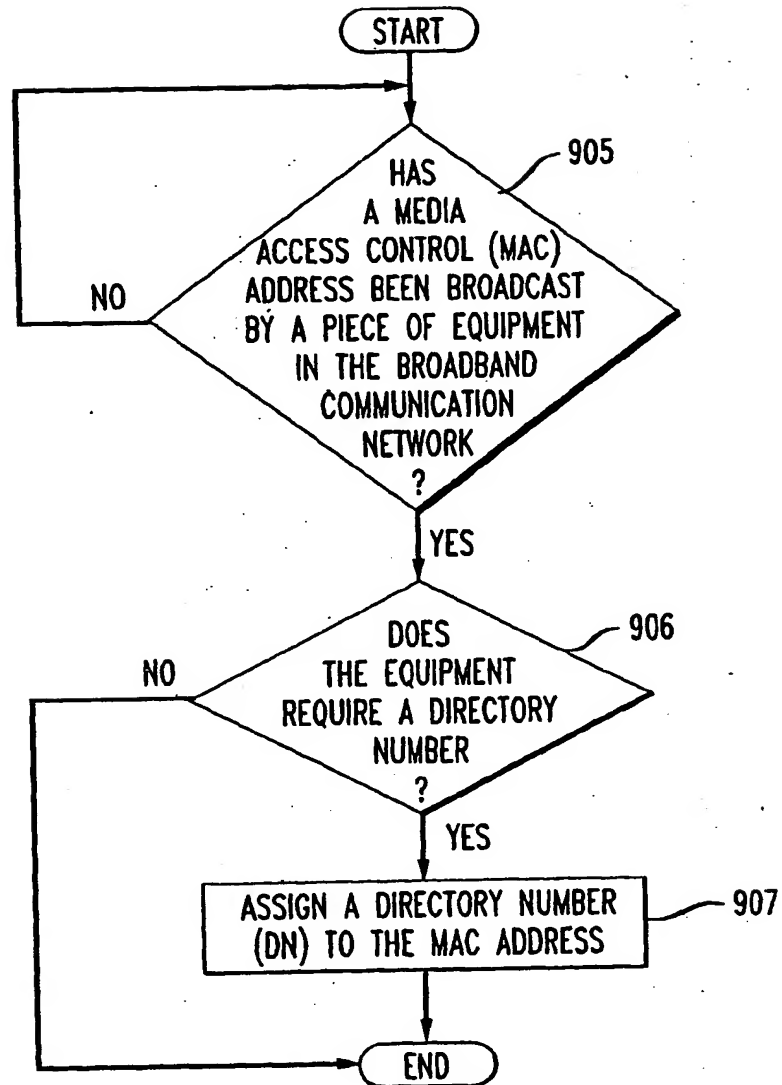 START
HAS
A MEDIA
ACCESS CONTROL (MAC)
ADDRESS BEEN BROADCAST
BY A PIECE OF EQUIPMENT
IN THE BROADBAND
COMMUNICATION
NETWORK
?
905
NO
YES
DOES
THE EQUIPMENT
REQUIRE A DIRECTORY
NUMBER
?
906
NO
YES
ASSIGN A DIRECTORY NUMBER
(DN) TO THE MAC ADDRESS
907
END